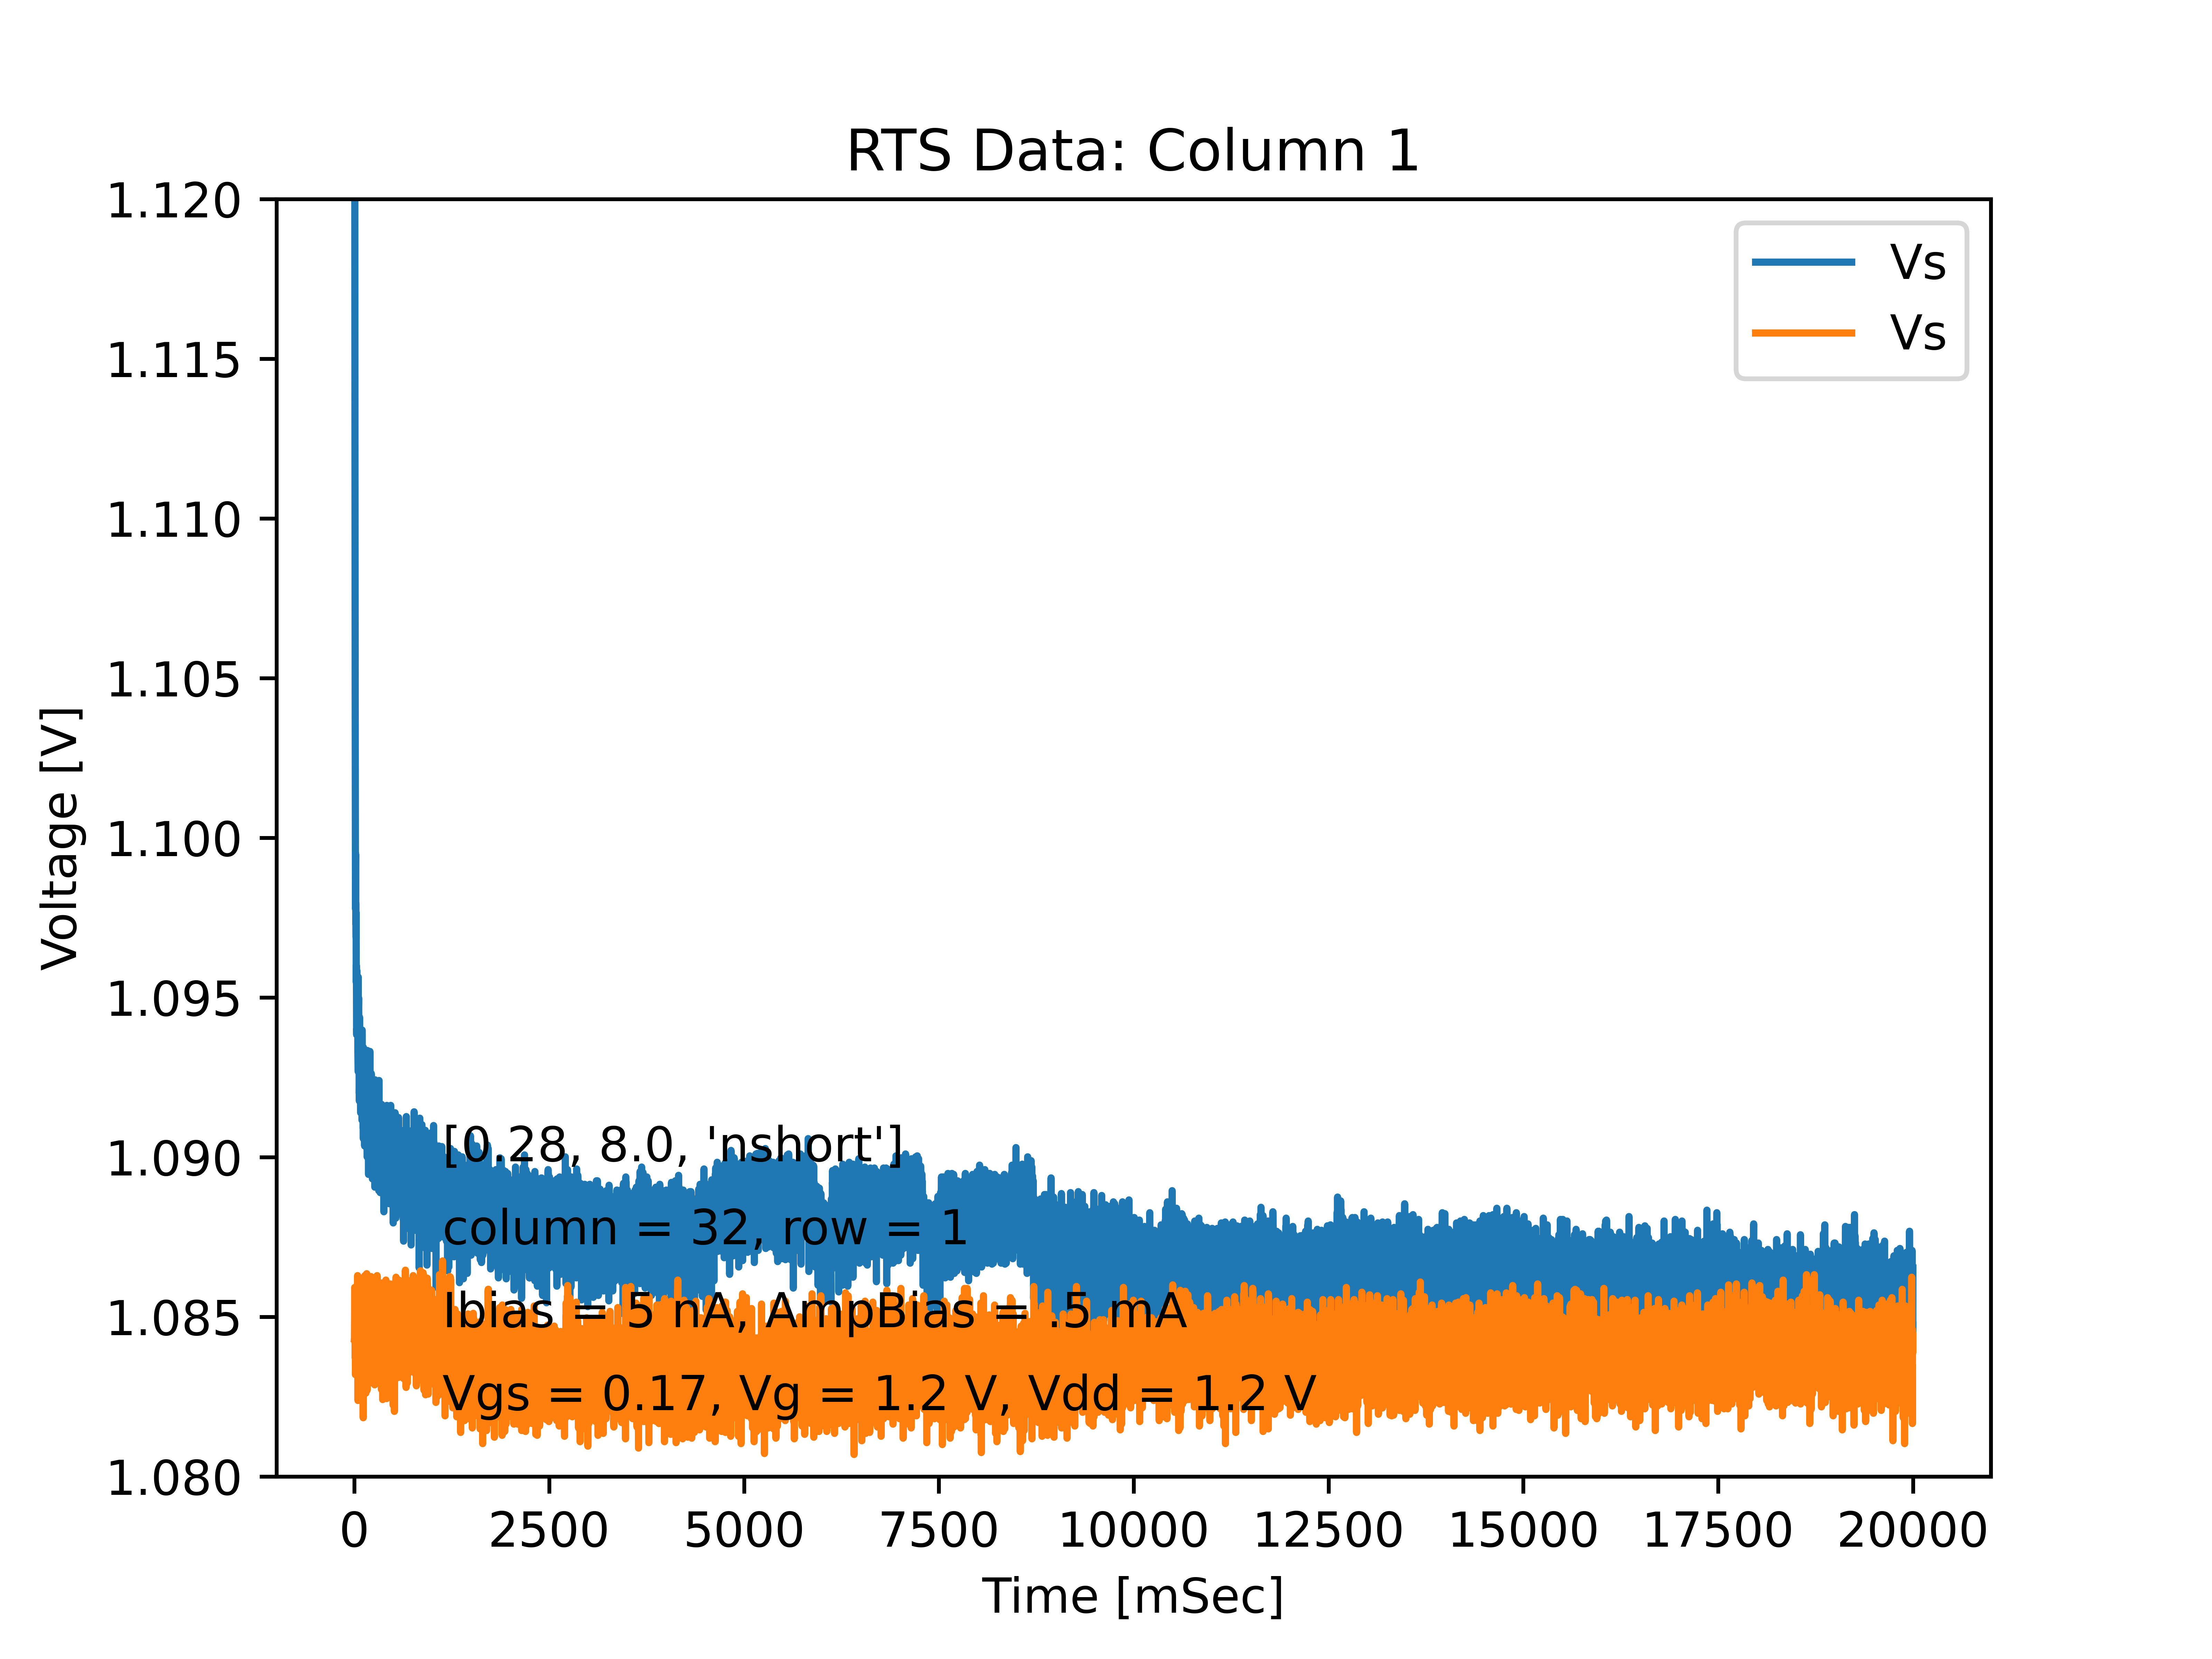 RTS Data: Column 1
1.120
1.115
1.110
1.105
1.100
1.095
1.090
1.085
1.080
Voltage [V]
Vs
Vs
[0.28, 8.0, 'nshort']
column = 32, row = 1
Ibias = 5 nA, AmpBias = .5 mA
Vgs = 0.17, Vg = 1.2 V, Vdd = 1.2 V
0 2500 5000 7500 10000 12500 15000 17500 20000
Time [mSec]